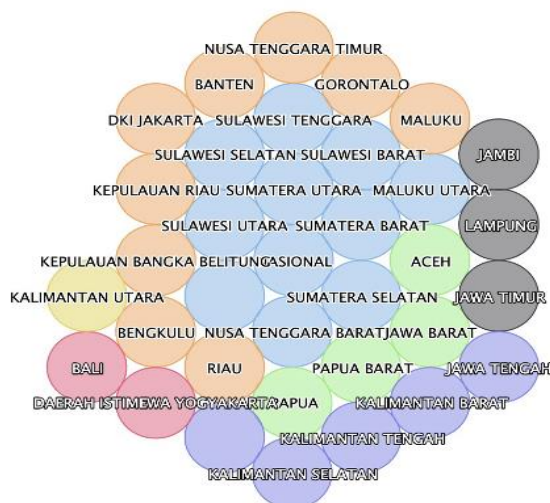 NUSA TENGGARA TIMUR
BANTEN
GORONTALO
DKI JAKARTA
SULAWESI TENGGARA
MALUKU
SULAWESI SELATAN
SULAWESI BARAT
JAMBI
KEPULAUAN RIAU
SUMATERA UTARA
MALUKU UTARA
SULAWESI UTARA
SUMATERA BARAT
LAMPUNG
KEPULAUAN BANGKA BELITUNG
ASIONAL
ACEH
KALIMANTAN UTARA
SUMATERA SELATAN
JAWA TIMUR
BENGKULU
NUSA TENGGARA BARAT
JAWA BARAT
BALI
RIAU
PAPUA BARAT
JAWA TENGAH
DAERAH ISTIMEWA YOGYAKARTA
APUA
KALIMANTAN BARAT
KALIMANTAN TENGAH
KALIMANTAN SELATAN